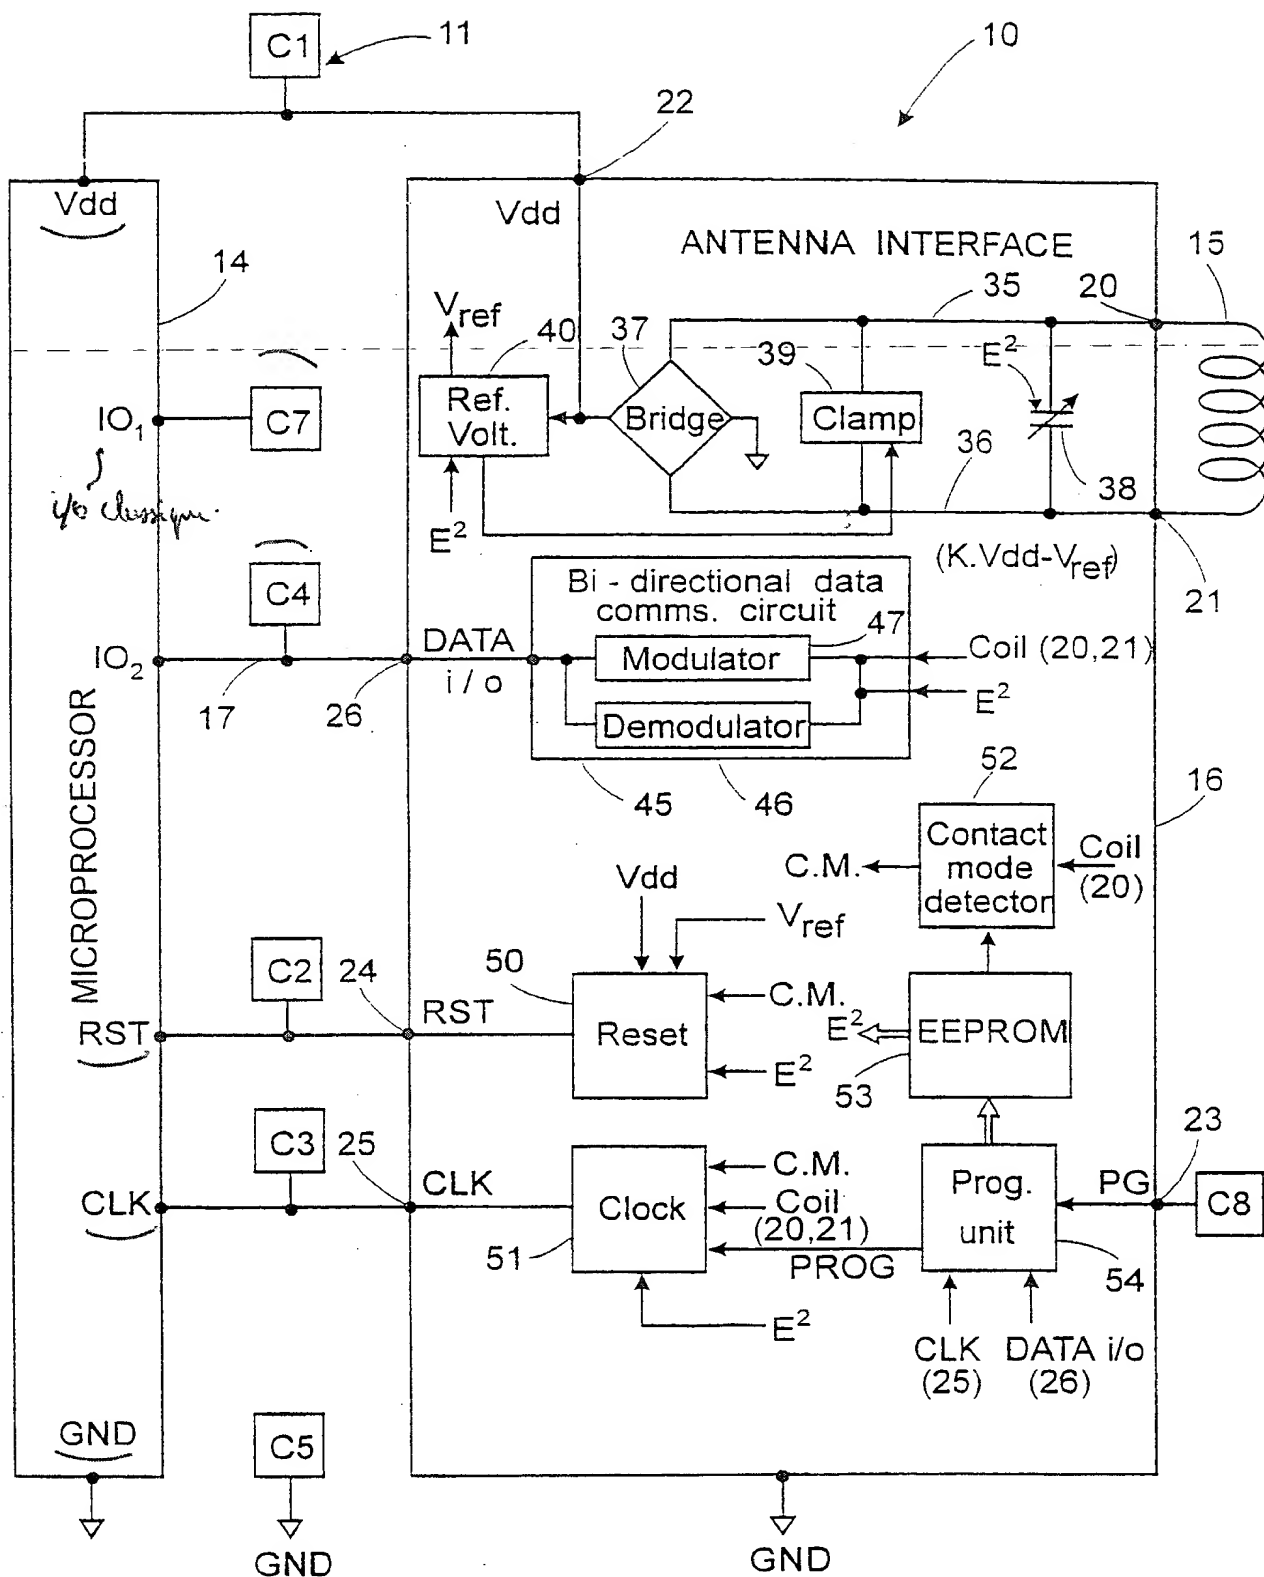 C1
11
10
22
Vdd
Vdd
ANTENNA INTERFACE
15
14
35
20
Vref
40
37
39
E²
Ref.
Volt.
Bridge
Clamp
IO₁
C7
36
38
i/o classique.
E²
(K.Vdd-Vref)
21
C4
Bi - directional data
comms. circuit
47
IO₂
DATA
i / o
Modulator
Coil (20,21)
E²
17
26
Demodulator
45
46
52
16
MICROPROCESSOR
Contact
mode
detector
C.M.
Coil
(20)
Vdd
Vref
C2
24
50
RST
RST
Reset
C.M.
E²
E²
EEPROM
53
C3
25
23
CLK
CLK
Clock
C.M.
Coil
(20,21)
PROG
Prog.
unit
PG
C8
51
54
E²
CLK
(25)
DATA i/o
(26)
GND
C5
GND
GND